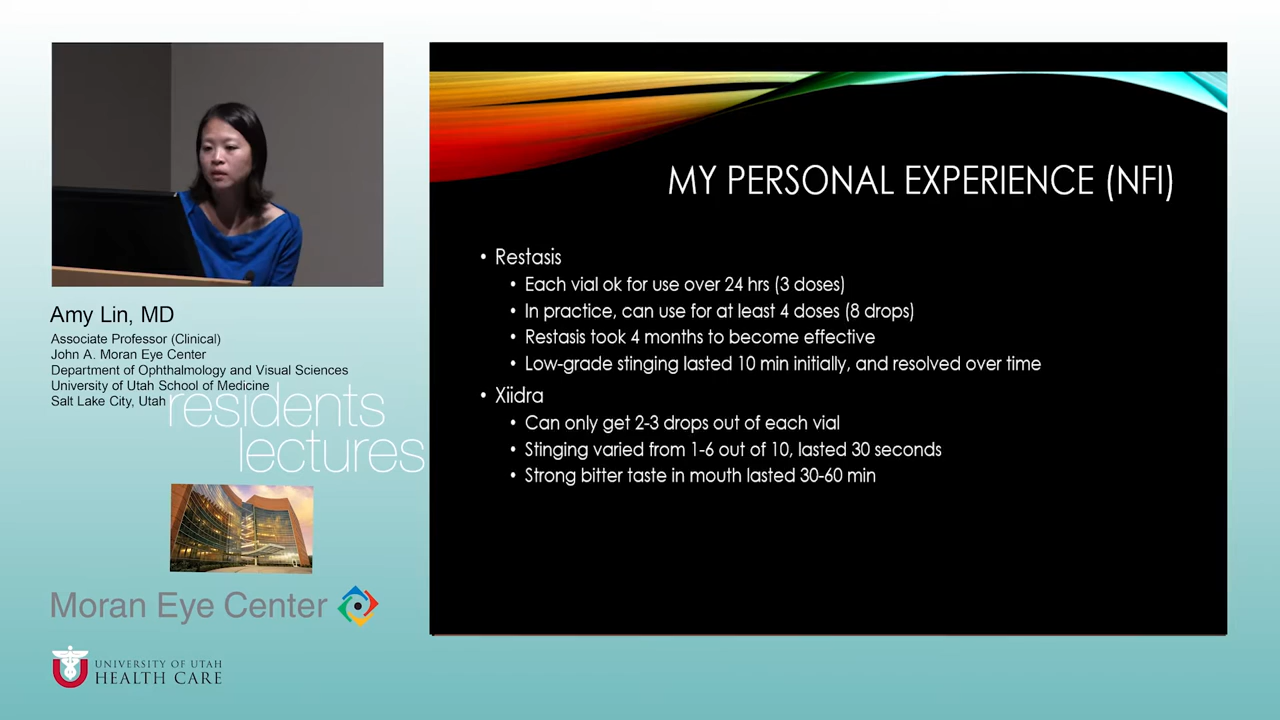 Amy Lin, MD
Associate Professor (Clinical)
John A. Moran Eye Center
Department of Ophthalmology and Visual Sciences
University of Utah School of Medicine
Salt Lake City, Utah
residents
lectures
Moran Eye Center
UNIVERSITY OF UTAH
HEALTH CARE
MY PERSONAL EXPERIENCE (NFI)
• Restasis
• Each vial ok for use over 24 hrs (3 doses)
• In practice, can use for at least 4 doses (8 drops)
• Restasis took 4 months to become effective
• Low-grade stinging lasted 10 min initially, and resolved over time
• Xiidra
• Can only get 2-3 drops out of each vial
• Stinging varied from 1-6 out of 10, lasted 30 seconds
• Strong bitter taste in mouth lasted 30-60 min